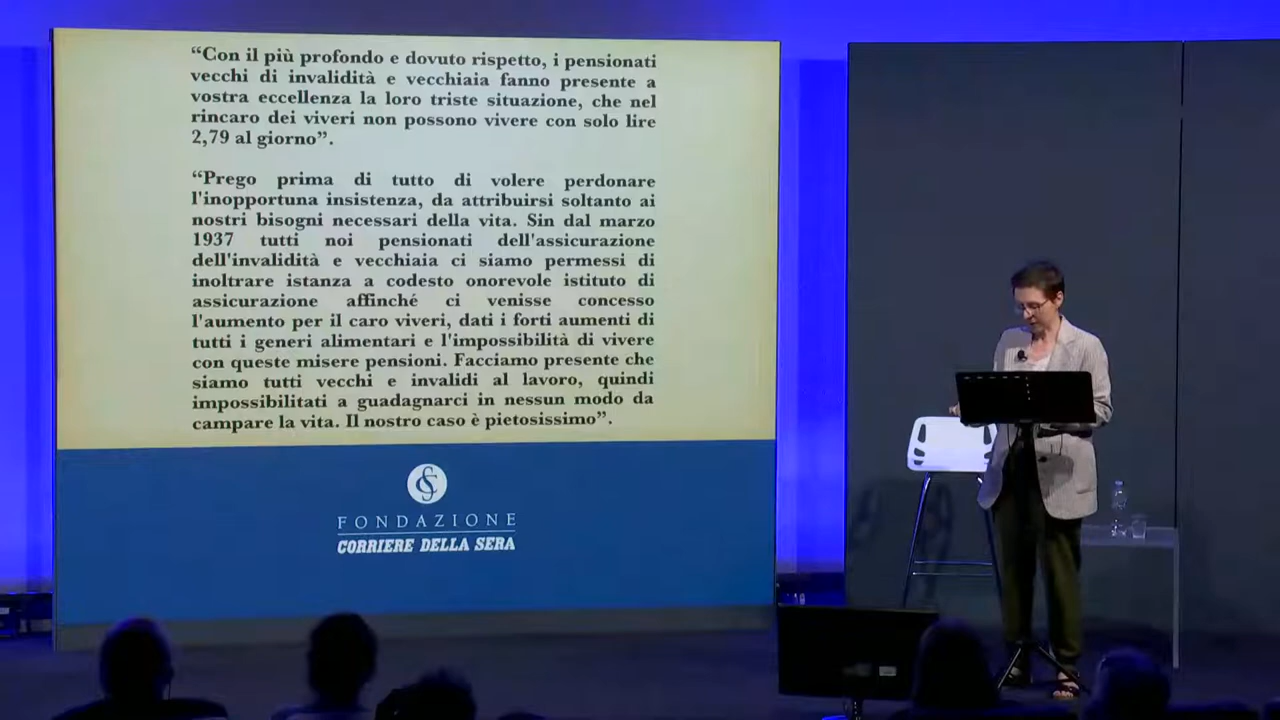 “Con il più profondo e dovuto rispetto, i pensionati
vecchi di invalidità e vecchiaia fanno presente a
vostra eccellenza la loro triste situazione, che nel
rincaro dei viveri non possono vivere con solo lire
2,79 al giorno”.
“Prego prima di tutto di volere perdonare
l'inopportuna insistenza, da attribuirsi soltanto ai
nostri bisogni necessari della vita. Sin dal marzo
1937 tutti noi pensionati dell'assicurazione
dell'invalidità e vecchiaia ci siamo permessi di
inoltrare istanza a codesto onorevole istituto di
assicurazione affinché ci venisse concesso
l'aumento per il caro viveri, dati i forti aumenti di
tutti i generi alimentari e l'impossibilità di vivere
con queste misere pensioni. Facciamo presente che
siamo tutti vecchi e invalidi al lavoro, quindi
impossibilitati a guadagnarci in nessun modo da
campare la vita. Il nostro caso è pietosissimo”.
FONDAZIONE
CORRIERE DELLA SERA